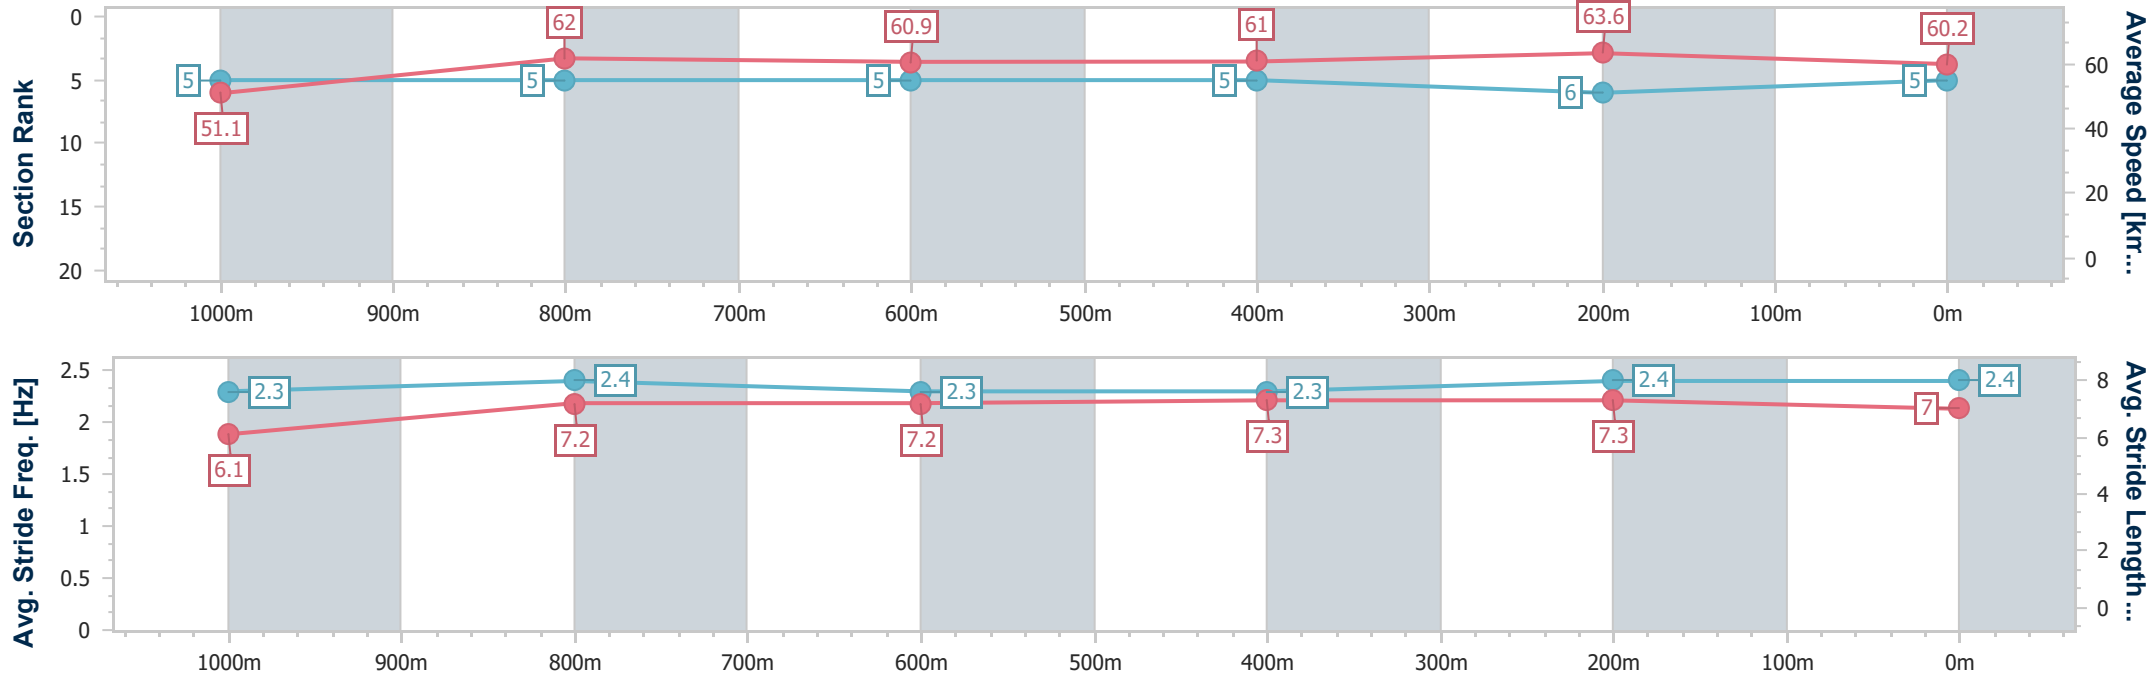 Section Rank
0
5
10
15
20
62
60.9
61
63.6
60.2
5
5
5
5
6
5
51.1
60
40
20
0
Average Speed [km...
1000m
900m
800m
700m
600m
500m
400m
300m
200m
100m
0m
Avg. Stride Freq. [Hz]
2.5
2
1.5
1
0.5
0
2.3
2.4
2.3
2.3
2.4
2.4
6.1
7.2
7.2
7.3
7.3
7
8
6
4
2
0
Avg. Stride Length ...
1000m
900m
800m
700m
600m
500m
400m
300m
200m
100m
0m